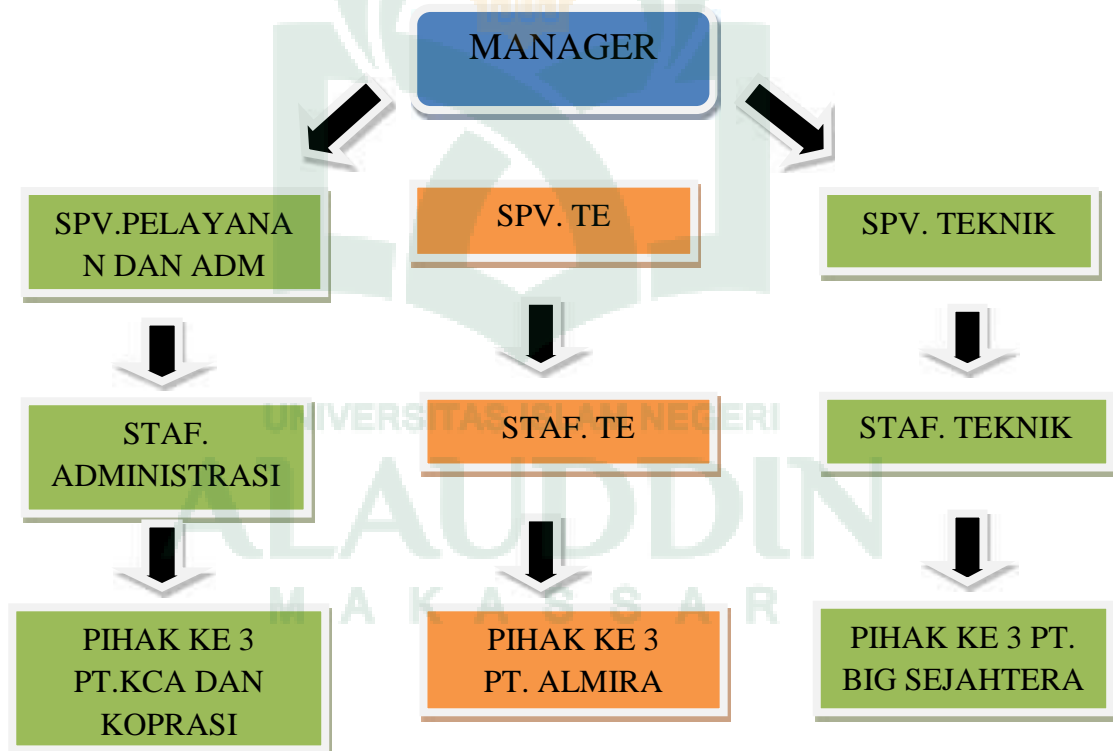 MANAGER
SPV.PELAYANA
N DAN ADM
SPV. TE
SPV. TEKNIK
STAF.
ADMINISTRASI
STAF. TE
STAF. TEKNIK
PIHAK KE 3
PT.KCA DAN
KOPRASI
PIHAK KE 3
PT. ALMIRA
PIHAK KE 3 PT.
BIG SEJAHTERA
UNIVERSITAS ISLAM NEGERI
ALAUDDIN
MAKASSAR